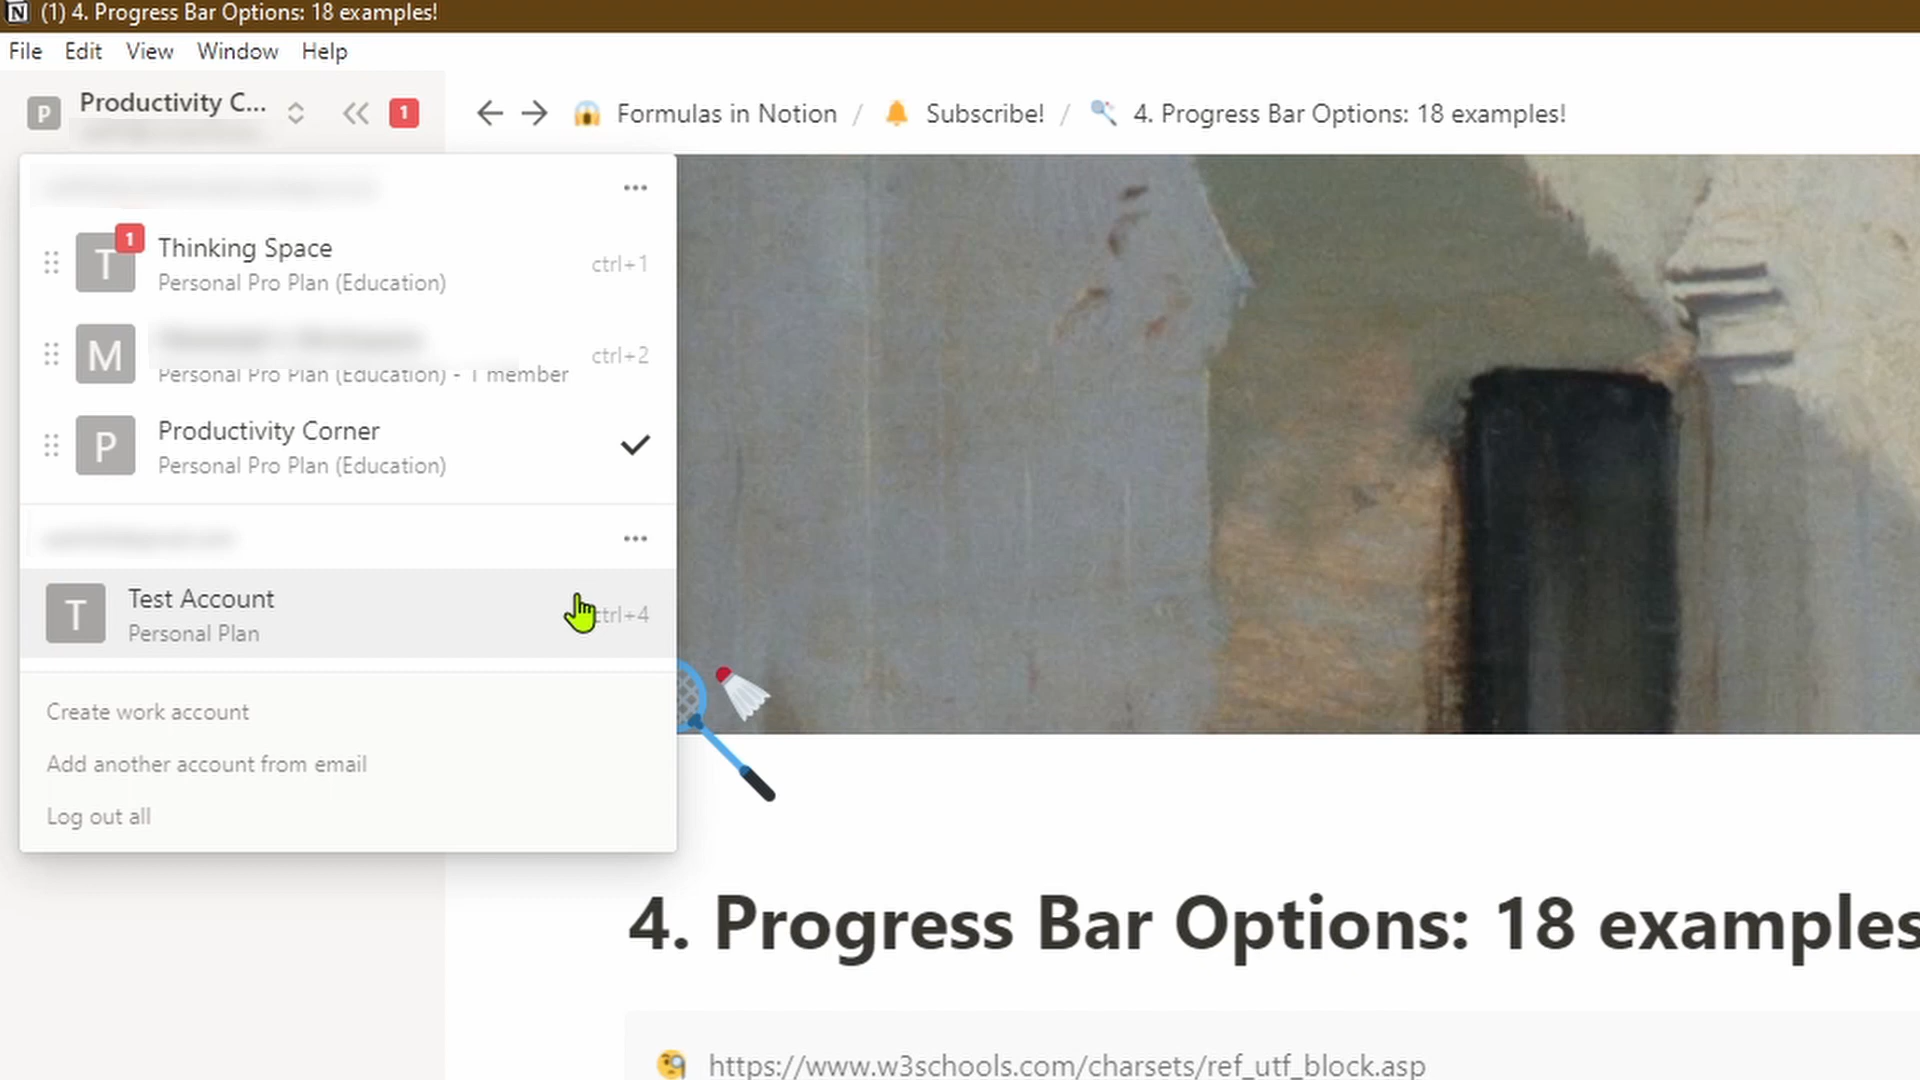 (1) 4. Progress Bar Options: 18 examples!
File Edit View Window Help
P Productivity C... 1
Formulas in Notion / Subscribe! / 4. Progress Bar Options: 18 examples!
T 1 Thinking Space ctrl+1
Personal Pro Plan (Education)
M ctrl+2
Personal Pro Plan (Education) - 1 member
P Productivity Corner
Personal Pro Plan (Education)
T Test Account ctrl+4
Personal Plan
Create work account
Add another account from email
Log out all
4. Progress Bar Options: 18 examples
https://www.w3schools.com/charsets/ref_utf_block.asp